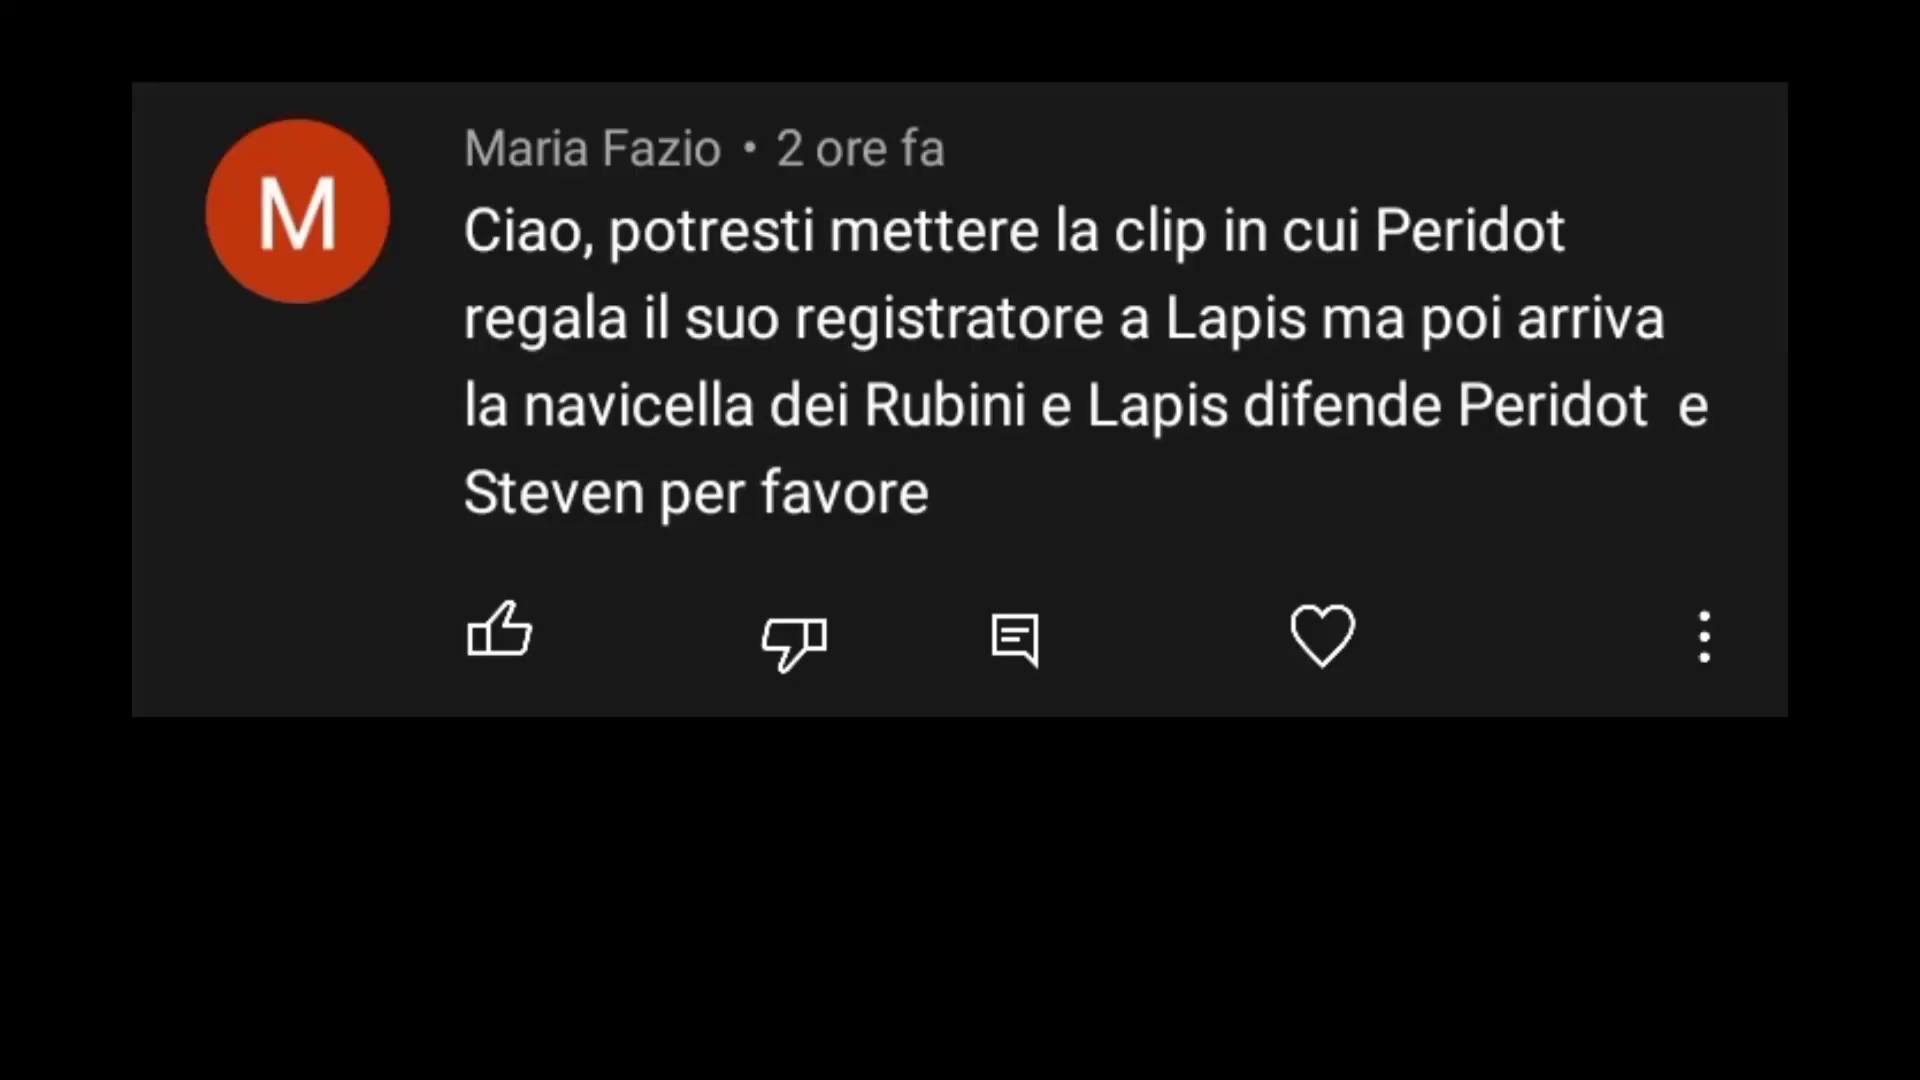 M
Maria Fazio • 2 ore fa
Ciao, potresti mettere la clip in cui Peridot
regala il suo registratore a Lapis ma poi arriva
la navicella dei Rubini e Lapis difende Peridot  e
Steven per favore